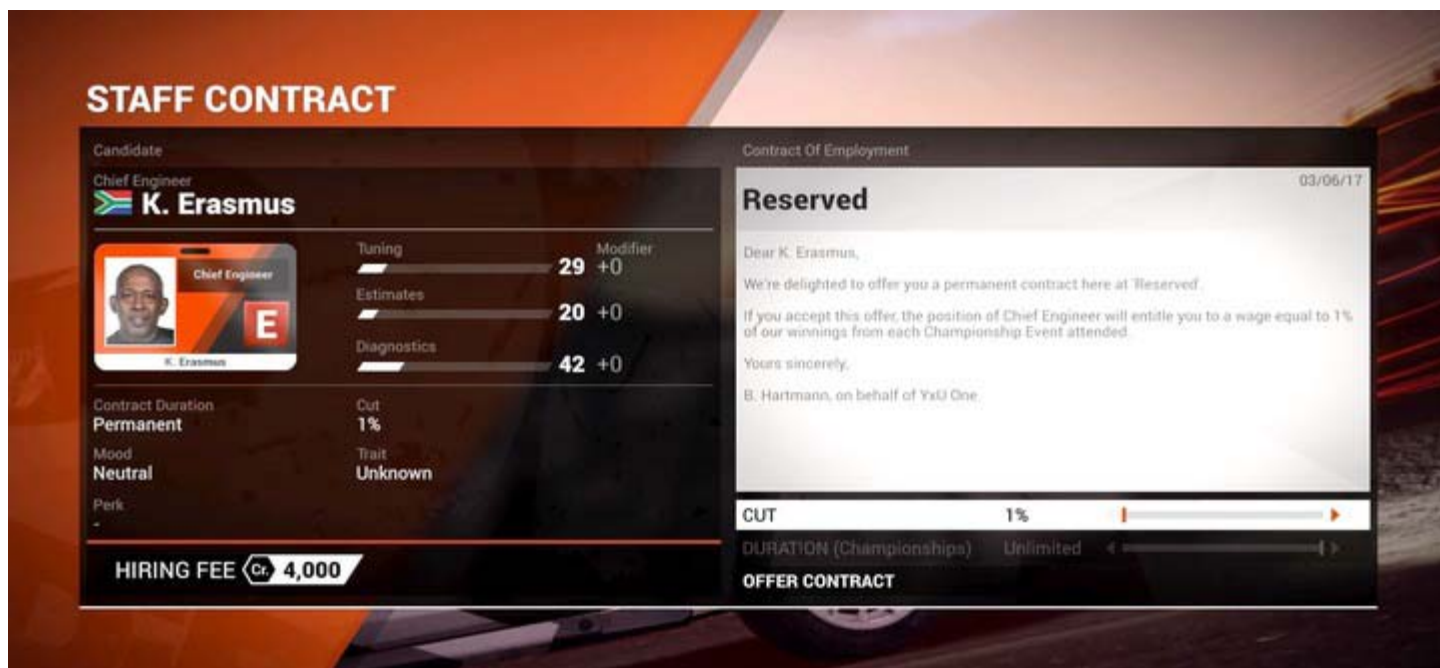 STAFF CONTRACT
Candidate
Chief Engineer
K. Erasmus
Chief Engineer
E
K. Erasmus
Tuning
Modifier
29 +0
Estimates
20 +0
Diagnostics
42 +0
Contract Duration
Permanent
Cut
1%
Mood
Neutral
Trait
Unknown
Perk
-
HIRING FEE Cr. 4,000
Contract Of Employment
03/06/17
Reserved
Dear K. Erasmus,
We're delighted to offer you a permanent contract here at 'Reserved'.
If you accept this offer, the position of Chief Engineer will entitle you to a wage equal to 1%
of our winnings from each Championship Event attended.
Yours sincerely,
B. Hartmann, on behalf of YxU One
CUT 1%
DURATION (Championships) Unlimited
OFFER CONTRACT